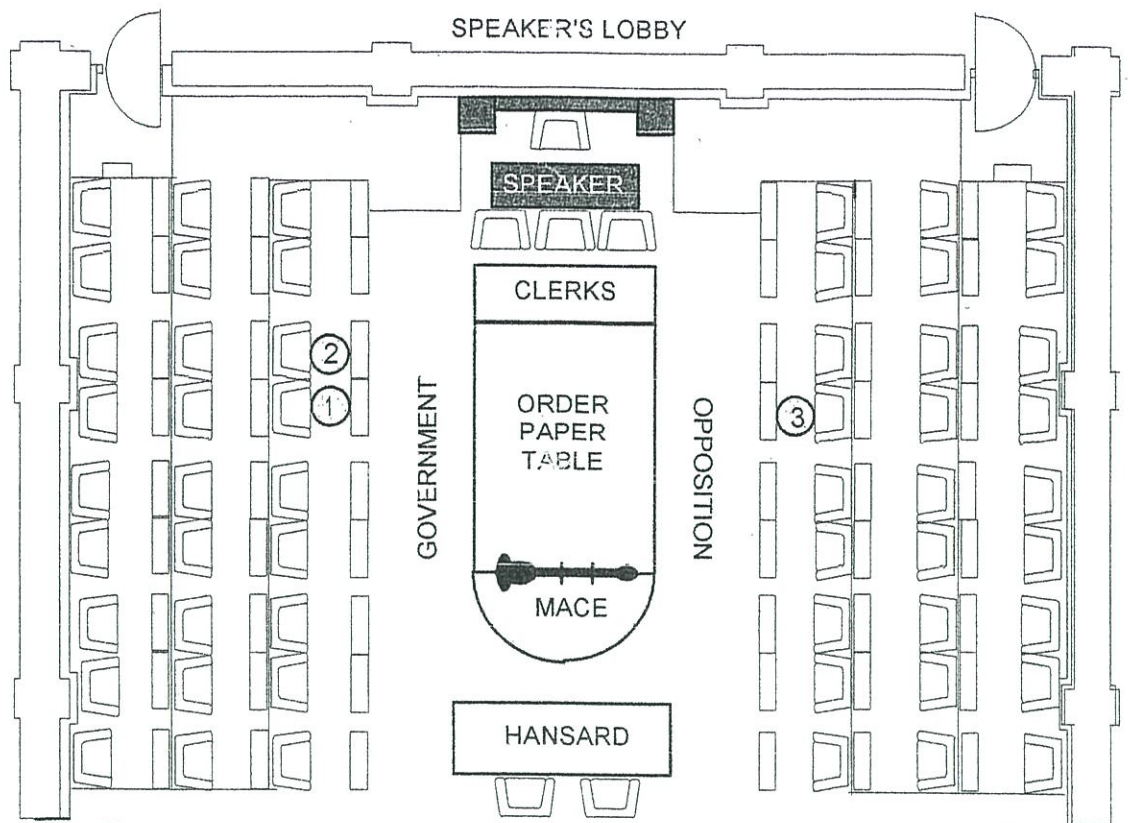 SPEAKER'S LOBBY
SPEAKER
CLERKS
2
1
3
GOVERNMENT
ORDER
PAPER
TABLE
OPPOSITION
MACE
HANSARD